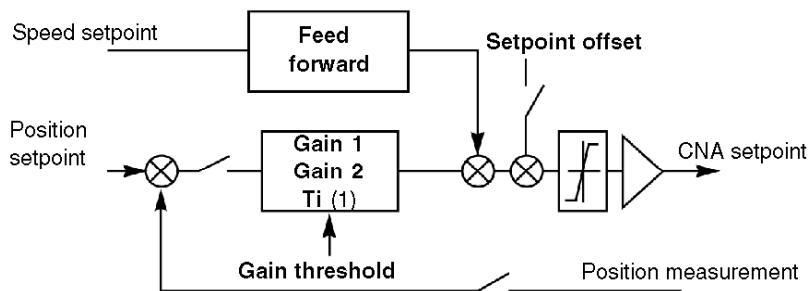 Speed setpoint
Feed
forward
Setpoint offset
Position
setpoint
Gain 1
Gain 2
Ti (1)
CNA setpoint
Gain threshold
Position measurement